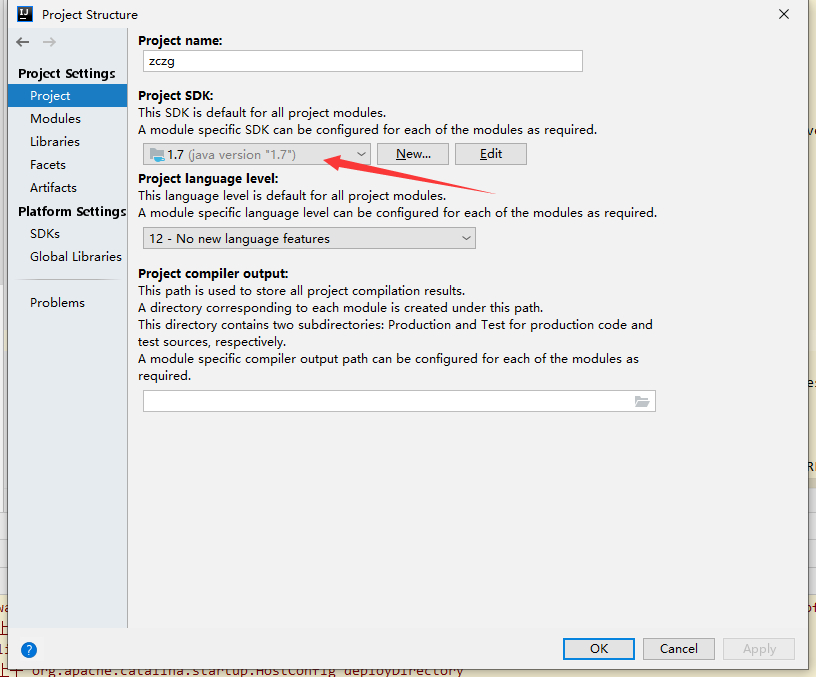 Project Structure
Project name:
zczg
Project Settings
Project
Modules
Libraries
Facets
Artifacts
Platform Settings
SDKs
Global Libraries
Problems
Project SDK:
This SDK is default for all project modules.
A module specific SDK can be configured for each of the modules as required.
1.7 (java version "1.7")
New...
Edit
Project language level:
This language level is default for all project modules.
A module specific language level can be configured for each of the modules as required.
12 - No new language features
Project compiler output:
This path is used to store all project compilation results.
A directory corresponding to each module is created under this path.
This directory contains two subdirectories: Production and Test for production code and
test sources, respectively.
A module specific compiler output path can be configured for each of the modules as
required.
?
OK
Cancel
Apply
org.apache.catalina.startup.HostConfig deployDirectory